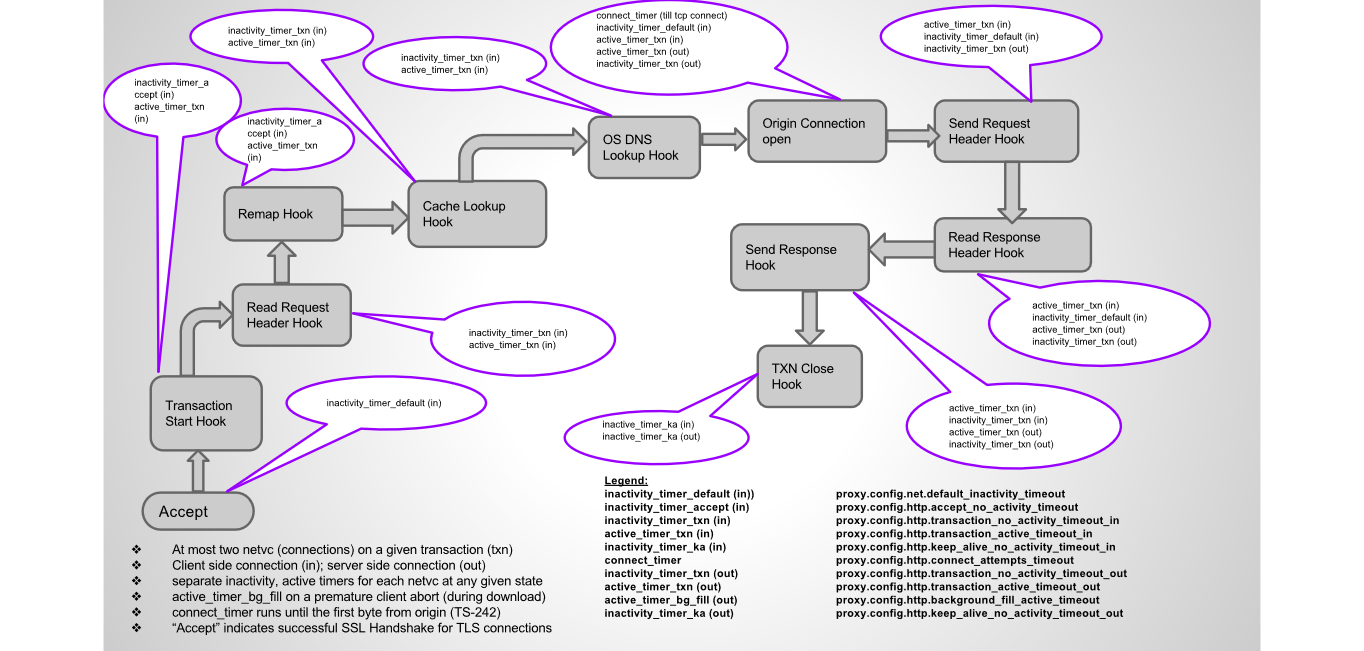 inactivity_timer_txn (in)
active_timer_txn (in)
inactivity_timer_a
ccept (in)
active_timer_txn
(in)
inactivity_timer_a
ccept (in)
active_timer_txn
(in)
inactivity_timer_txn (in)
active_timer_txn (in)
connect_timer (till tcp connect)
inactivity_timer_default (in)
active_timer_txn (in)
active_timer_txn (out)
inactivity_timer_txn (out)
active_timer_txn (in)
inactivity_timer_default (in)
inactivity_timer_txn (out)
OS DNS
Lookup Hook
Origin Connection
open
Send Request
Header Hook
Remap Hook
Cache Lookup
Hook
Send Response
Hook
Read Response
Header Hook
Read Request
Header Hook
inactivity_timer_txn (in)
active_timer_txn (in)
active_timer_txn (in)
inactivity_timer_default (in)
active_timer_txn (out)
inactivity_timer_txn (out)
TXN Close
Hook
Transaction
Start Hook
inactivity_timer_default (in)
inactive_timer_ka (in)
inactive_timer_ka (out)
active_timer_txn (in)
inactivity_timer_txn (in)
active_timer_txn (out)
inactivity_timer_txn (out)
Accept
❖ At most two netvc (connections) on a given transaction (txn)
❖ Client side connection (in); server side connection (out)
❖ separate inactivity, active timers for each netvc at any given state
❖ active_timer_bg_fill on a premature client abort (during download)
❖ connect_timer runs until the first byte from origin (TS-242)
❖ “Accept” indicates successful SSL Handshake for TLS connections
Legend:
inactivity_timer_default (in)) proxy.config.net.default_inactivity_timeout
inactivity_timer_accept (in) proxy.config.http.accept_no_activity_timeout
inactivity_timer_txn (in) proxy.config.http.transaction_no_activity_timeout_in
active_timer_txn (in) proxy.config.http.transaction_active_timeout_in
inactivity_timer_ka (in) proxy.config.http.keep_alive_no_activity_timeout_in
connect_timer proxy.config.http.connect_attempts_timeout
inactivity_timer_txn (out) proxy.config.http.transaction_no_activity_timeout_out
active_timer_txn (out) proxy.config.http.transaction_active_timeout_out
active_timer_bg_fill (out) proxy.config.http.background_fill_active_timeout
inactivity_timer_ka (out) proxy.config.http.keep_alive_no_activity_timeout_out